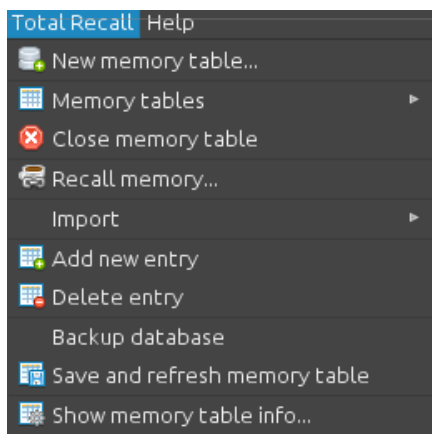 Total Recall Help
New memory table...
Memory tables
Close memory table
Recall memory...
Import
Add new entry
Delete entry
Backup database
Save and refresh memory table
Show memory table info...